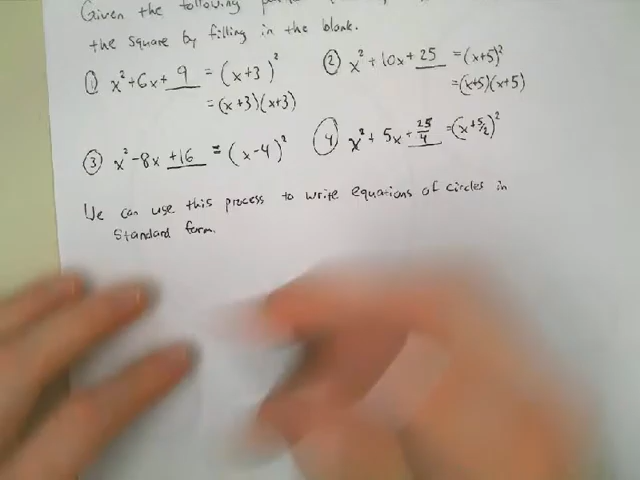 Given the following
the square by filling in the blank.
① x² + 6x + 9 = (x+3)²
= (x+3)(x+3)
② x² + 10x + 25 = (x+5)²
= (x+5)(x+5)
③ x² - 8x + 16 = (x-4)²
④ x² + 5x + 25/4 = (x + 5/2)²
We can use this process to write equations of circles in
standard form.